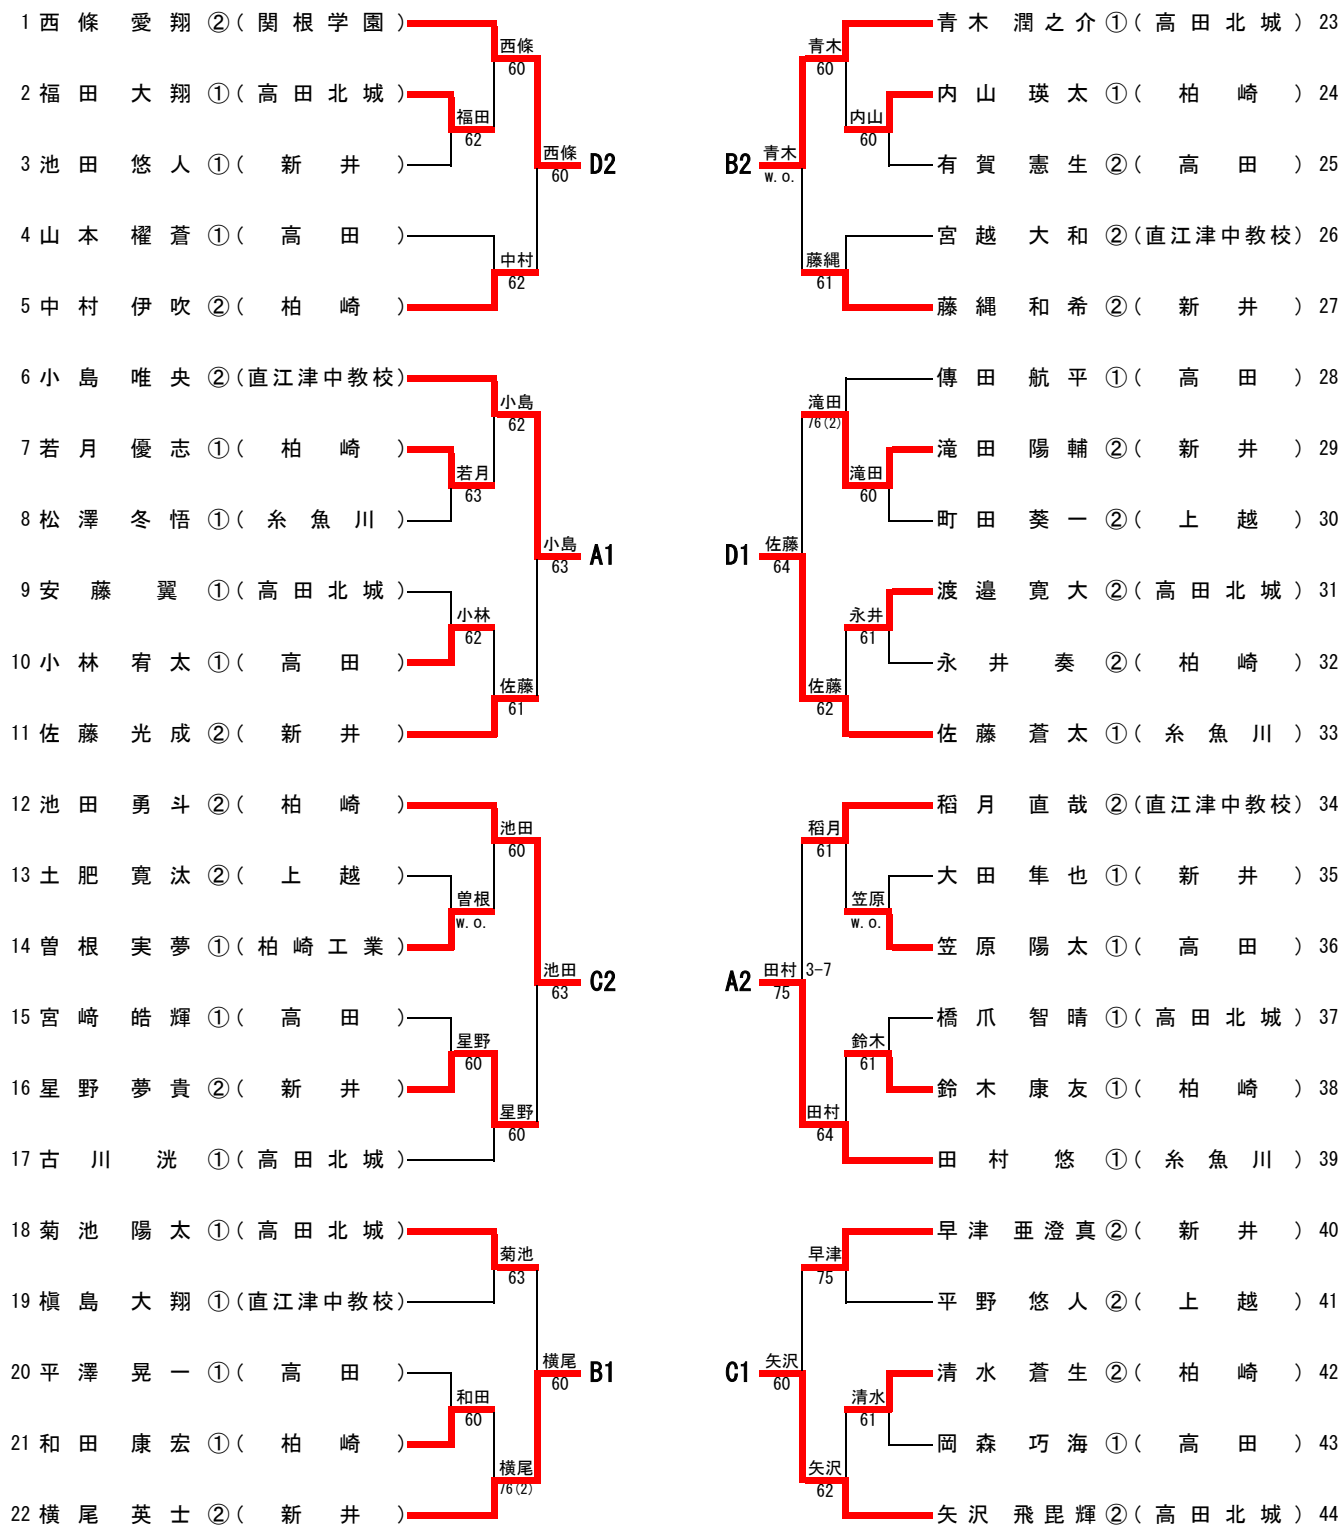 1 西條 愛翔 ② (関根学園)
西條
60
2 福田 大翔 ① (高田北城)
福田
62
3 池田 悠人 ① (新井)
西條
60
D2
4 山本 櫂蒼 ① (高田)
中村
62
5 中村 伊吹 ② (柏崎)
6 小島 唯央 ② (直江津中教校)
小島
62
7 若月 優志 ① (柏崎)
若月
63
8 松澤 冬悟 ① (糸魚川)
小島
63
A1
9 安藤 翼 ① (高田北城)
小林
62
10 小林 宥太 ① (高田)
佐藤
61
11 佐藤 光成 ② (新井)
12 池田 勇斗 ② (柏崎)
池田
60
13 土肥 寛汰 ② (上越)
曽根
w.o.
14 曽根 実夢 ① (柏崎工業)
池田
63
C2
15 宮﨑 皓輝 ① (高田)
星野
60
16 星野 夢貴 ② (新井)
星野
60
17 古川 洸 ① (高田北城)
18 菊池 陽太 ① (高田北城)
菊池
63
19 槇島 大翔 ① (直江津中教校)
横尾
60
B1
20 平澤 晃一 ① (高田)
和田
60
21 和田 康宏 ① (柏崎)
横尾
76(2)
22 横尾 英士 ② (新井)
青木 潤之介 ① (高田北城) 23
青木
60
内山 瑛太 ① (柏崎) 24
内山
60
有賀 憲生 ② (高田) 25
B2
青木
w.o.
宮越 大和 ② (直江津中教校) 26
藤縄
61
藤縄 和希 ② (新井) 27
傳田 航平 ① (高田) 28
滝田
76(2)
滝田 陽輔 ② (新井) 29
滝田
60
町田 葵一 ② (上越) 30
D1
佐藤
64
渡邉 寛大 ② (高田北城) 31
永井
61
永井 奏 ② (柏崎) 32
佐藤
62
佐藤 蒼太 ① (糸魚川) 33
稲月 直哉 ② (直江津中教校) 34
稲月
61
大田 隼也 ① (新井) 35
笠原
w.o.
笠原 陽太 ① (高田) 36
A2
田村 3-7
75
橋爪 智晴 ① (高田北城) 37
鈴木
61
鈴木 康友 ① (柏崎) 38
田村
64
田村 悠 ① (糸魚川) 39
早津 亜澄真 ② (新井) 40
早津
75
平野 悠人 ② (上越) 41
C1
矢沢
60
清水 蒼生 ② (柏崎) 42
清水
61
岡森 巧海 ① (高田) 43
矢沢
62
矢沢 飛毘輝 ② (高田北城) 44